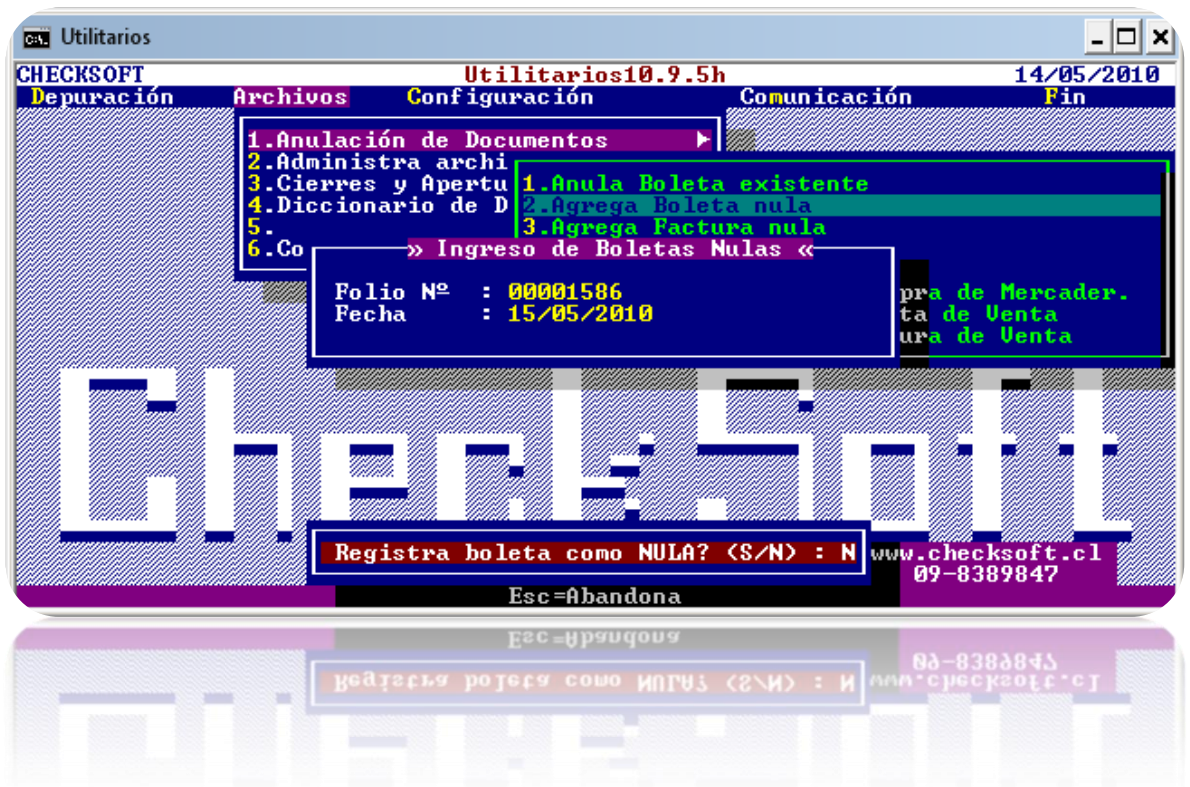 Utilitarios
CHECKSOFT Utilitarios10.9.5h 14/05/2010
Depuración Archivos Configuración Comunicación Fin
1.Anulación de Documentos
2.Administra archi
3.Cierres y Apertu
4.Diccionario de D
5.
6.Co
1.Anula Boleta existente
2.Agrega Boleta nula
3.Agrega Factura nula
pra de Mercader.
ta de Venta
ura de Venta
» Ingreso de Boletas Nulas «
Folio Nº : 00001586
Fecha : 15/05/2010
CheckSoft
Registra boleta como NULA? (S/N) : N
www.checksoft.cl
09-8389847
Esc=Abandona